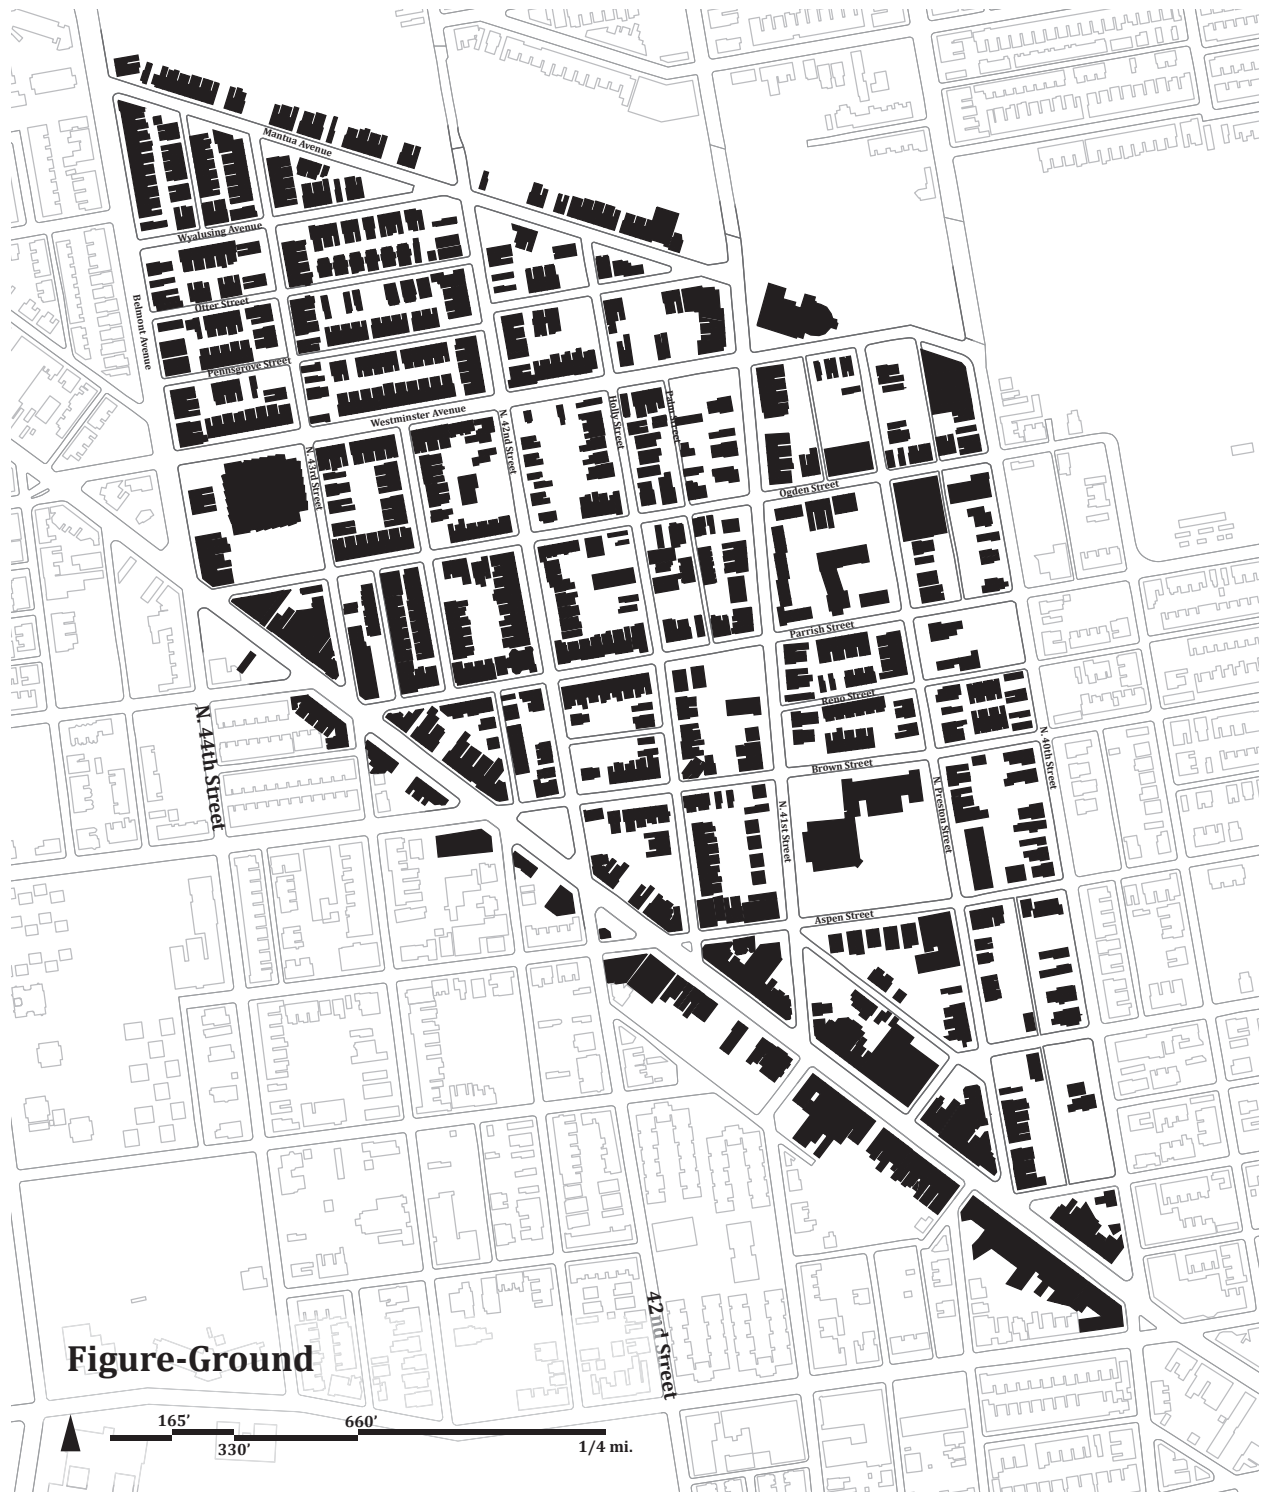 Mantua Avenue
Wyalusing Avenue
Otter Street
Belmont Avenue
Pennsgrove Street
Westminster Avenue
N. 42nd Street
Holly Street
Palm Street
N. 43rd Street
Ogden Street
Parrish Street
Reno Street
N. 44th Street
Brown Street
N. 40th Street
N. 41st Street
N. Preston Street
Aspen Street
42nd Street
Figure-Ground
165'
660'
330'
1/4 mi.